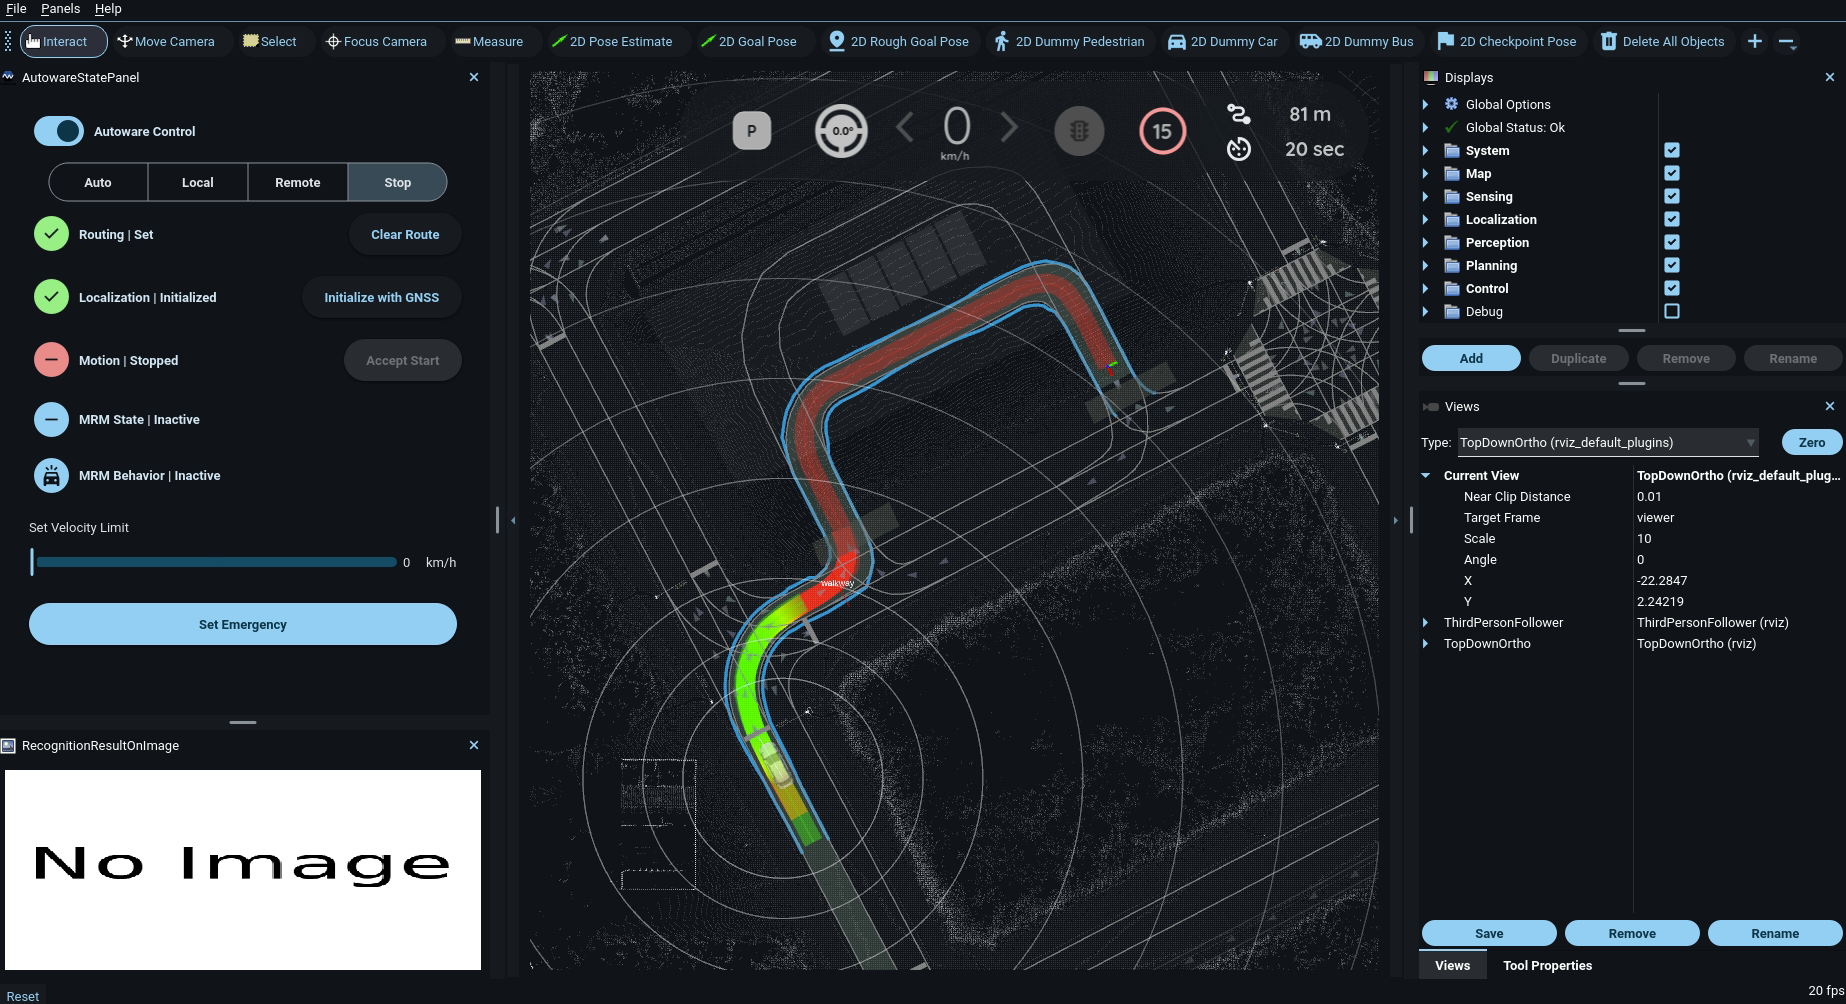 File Panels Help
Interact Move Camera Select Focus Camera Measure 2D Pose Estimate 2D Goal Pose 2D Rough Goal Pose 2D Dummy Pedestrian 2D Dummy Car 2D Dummy Bus 2D Checkpoint Pose Delete All Objects
AutowareStatePanel
Autoware Control
Auto Local Remote Stop
Routing | Set Clear Route
Localization | Initialized Initialize with GNSS
Motion | Stopped Accept Start
MRM State | Inactive
MRM Behavior | Inactive
Set Velocity Limit
0 km/h
Set Emergency
RecognitionResultOnImage
No Image
Reset
P 0.0° 0 km/h 15 81 m
20 sec
walkway
Displays
Global Options
Global Status: Ok
System
Map
Sensing
Localization
Perception
Planning
Control
Debug
Add Duplicate Remove Rename
Views
Type: TopDownOrtho (rviz_default_plugins) Zero
Current View TopDownOrtho (rviz_default_plug...
Near Clip Distance 0.01
Target Frame viewer
Scale 10
Angle 0
X -22.2847
Y 2.24219
ThirdPersonFollower ThirdPersonFollower (rviz)
TopDownOrtho TopDownOrtho (rviz)
Save Remove Rename
Views Tool Properties
20 fps